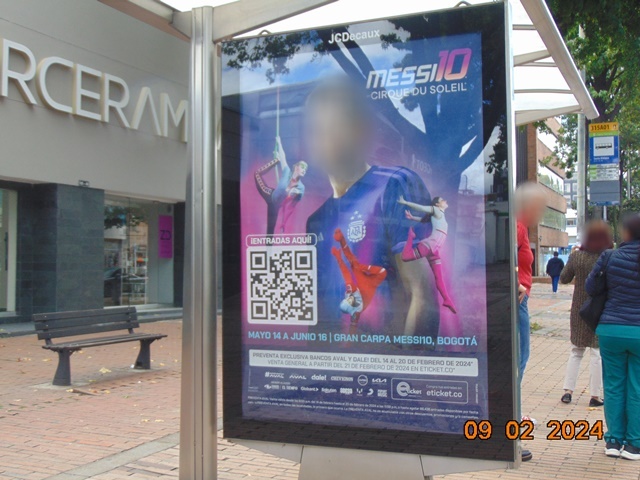 JCDecaux
RCERAM
MESSI10
CIRQUE DU SOLEIL
¡ENTRADAS AQUÍ!
MAYO 14 A JUNIO 16 | GRAN CARPA MESSI10, BOGOTÁ
PREVENTA EXCLUSIVA BANCOS AVAL Y DALE! DEL 14 AL 20 DE FEBRERO DE 2024*
VENTA GENERAL A PARTIR DEL 21 DE FEBRERO DE 2024 EN ETICKET.CO*
dale!
KIA
eticket.co
09 02 2024